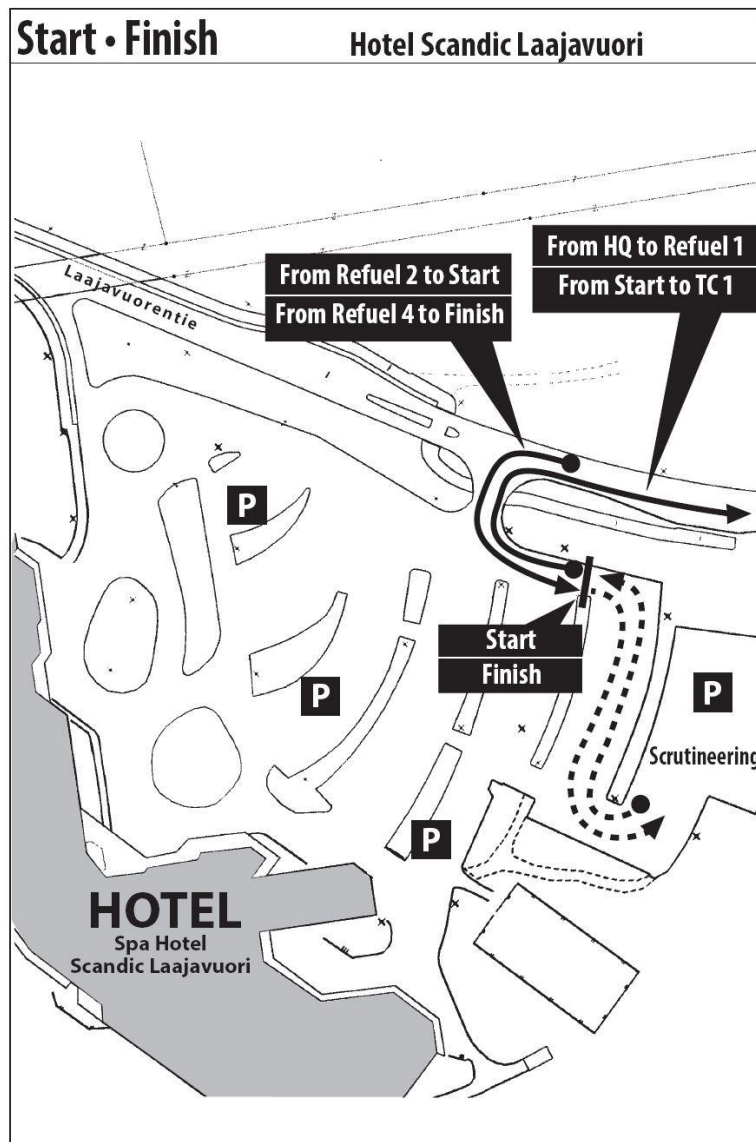 Start • Finish
Hotel Scandic Laajavuori
Laajavuorentie
From Refuel 2 to Start
From Refuel 4 to Finish
From HQ to Refuel 1
From Start to TC 1
P
Start
Finish
P
P
Scrutineering
P
HOTEL
Spa Hotel
Scandic Laajavuori